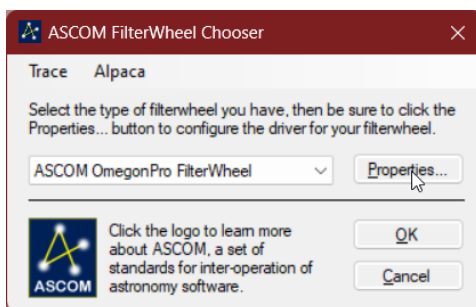 ASCOM FilterWheel Chooser
Trace Alpaca
Select the type of filterwheel you have, then be sure to click the
Properties... button to configure the driver for your filterwheel.
ASCOM OmegonPro FilterWheel
Properties...
Click the logo to learn more
about ASCOM, a set of
standards for inter-operation of
astronomy software.
ASCOM
OK
Cancel